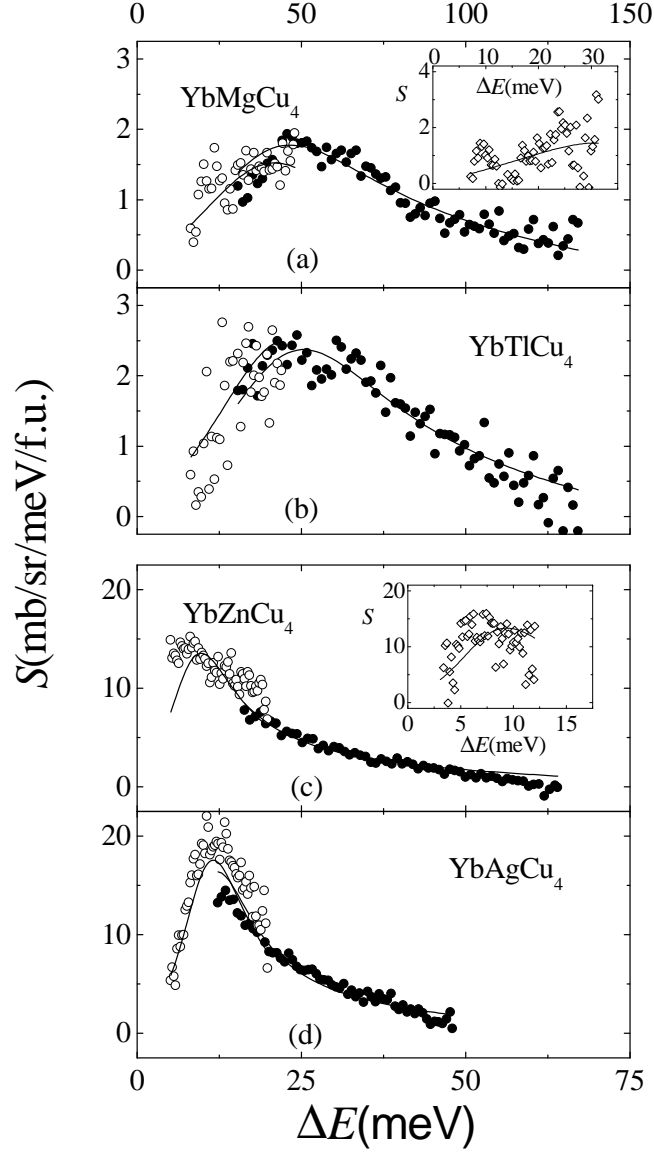 0 50 100 150
3
2
1
0
YbMgCu₄
(a)
0 10 20 30
ΔE(meV)
S
4
2
0
3
2
1
0
YbTlCu₄
(b)
S(mb/sr/meV/f.u.)
20
10
0
YbZnCu₄
(c)
S
20
10
0
0 5 10 15
ΔE(meV)
20
10
0
YbAgCu₄
(d)
0 25 50 75
ΔE(meV)